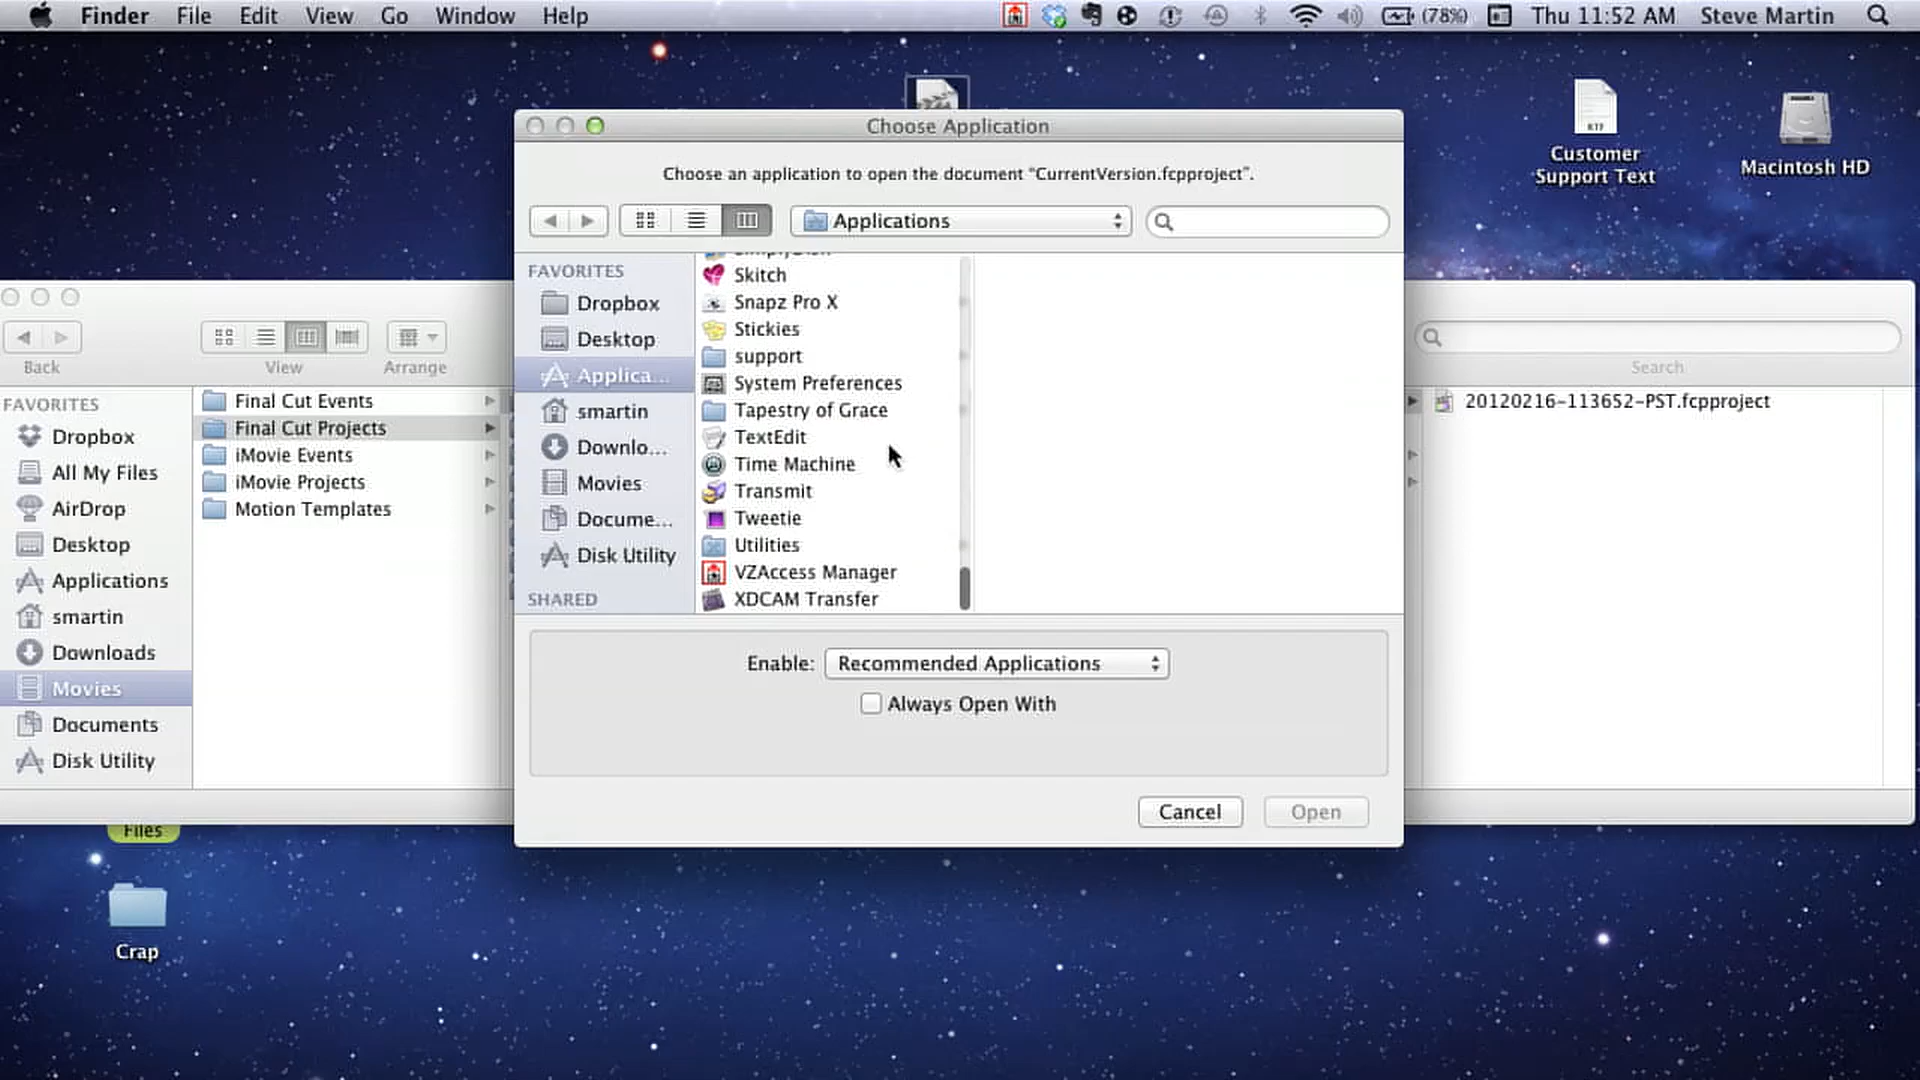 Finder File Edit View Go Window Help (78%) Thu 11:52 AM Steve Martin
Choose Application
Choose an application to open the document “CurrentVersion.fcpproject”.
Applications
FAVORITES
Dropbox
Desktop
Applica...
smartin
Downlo...
Movies
Docume...
Disk Utility
SHARED
Skitch
Snapz Pro X
Stickies
support
System Preferences
Tapestry of Grace
TextEdit
Time Machine
Transmit
Tweetie
Utilities
VZAccess Manager
XDCAM Transfer
Enable: Recommended Applications
Always Open With
Cancel Open
Back View Arrange
FAVORITES
Dropbox
All My Files
AirDrop
Desktop
Applications
smartin
Downloads
Movies
Documents
Disk Utility
Final Cut Events
Final Cut Projects
iMovie Events
iMovie Projects
Motion Templates
Search
20120216-113652-PST.fcpproject
RTF
Customer
Support Text
Macintosh HD
Files
Crap